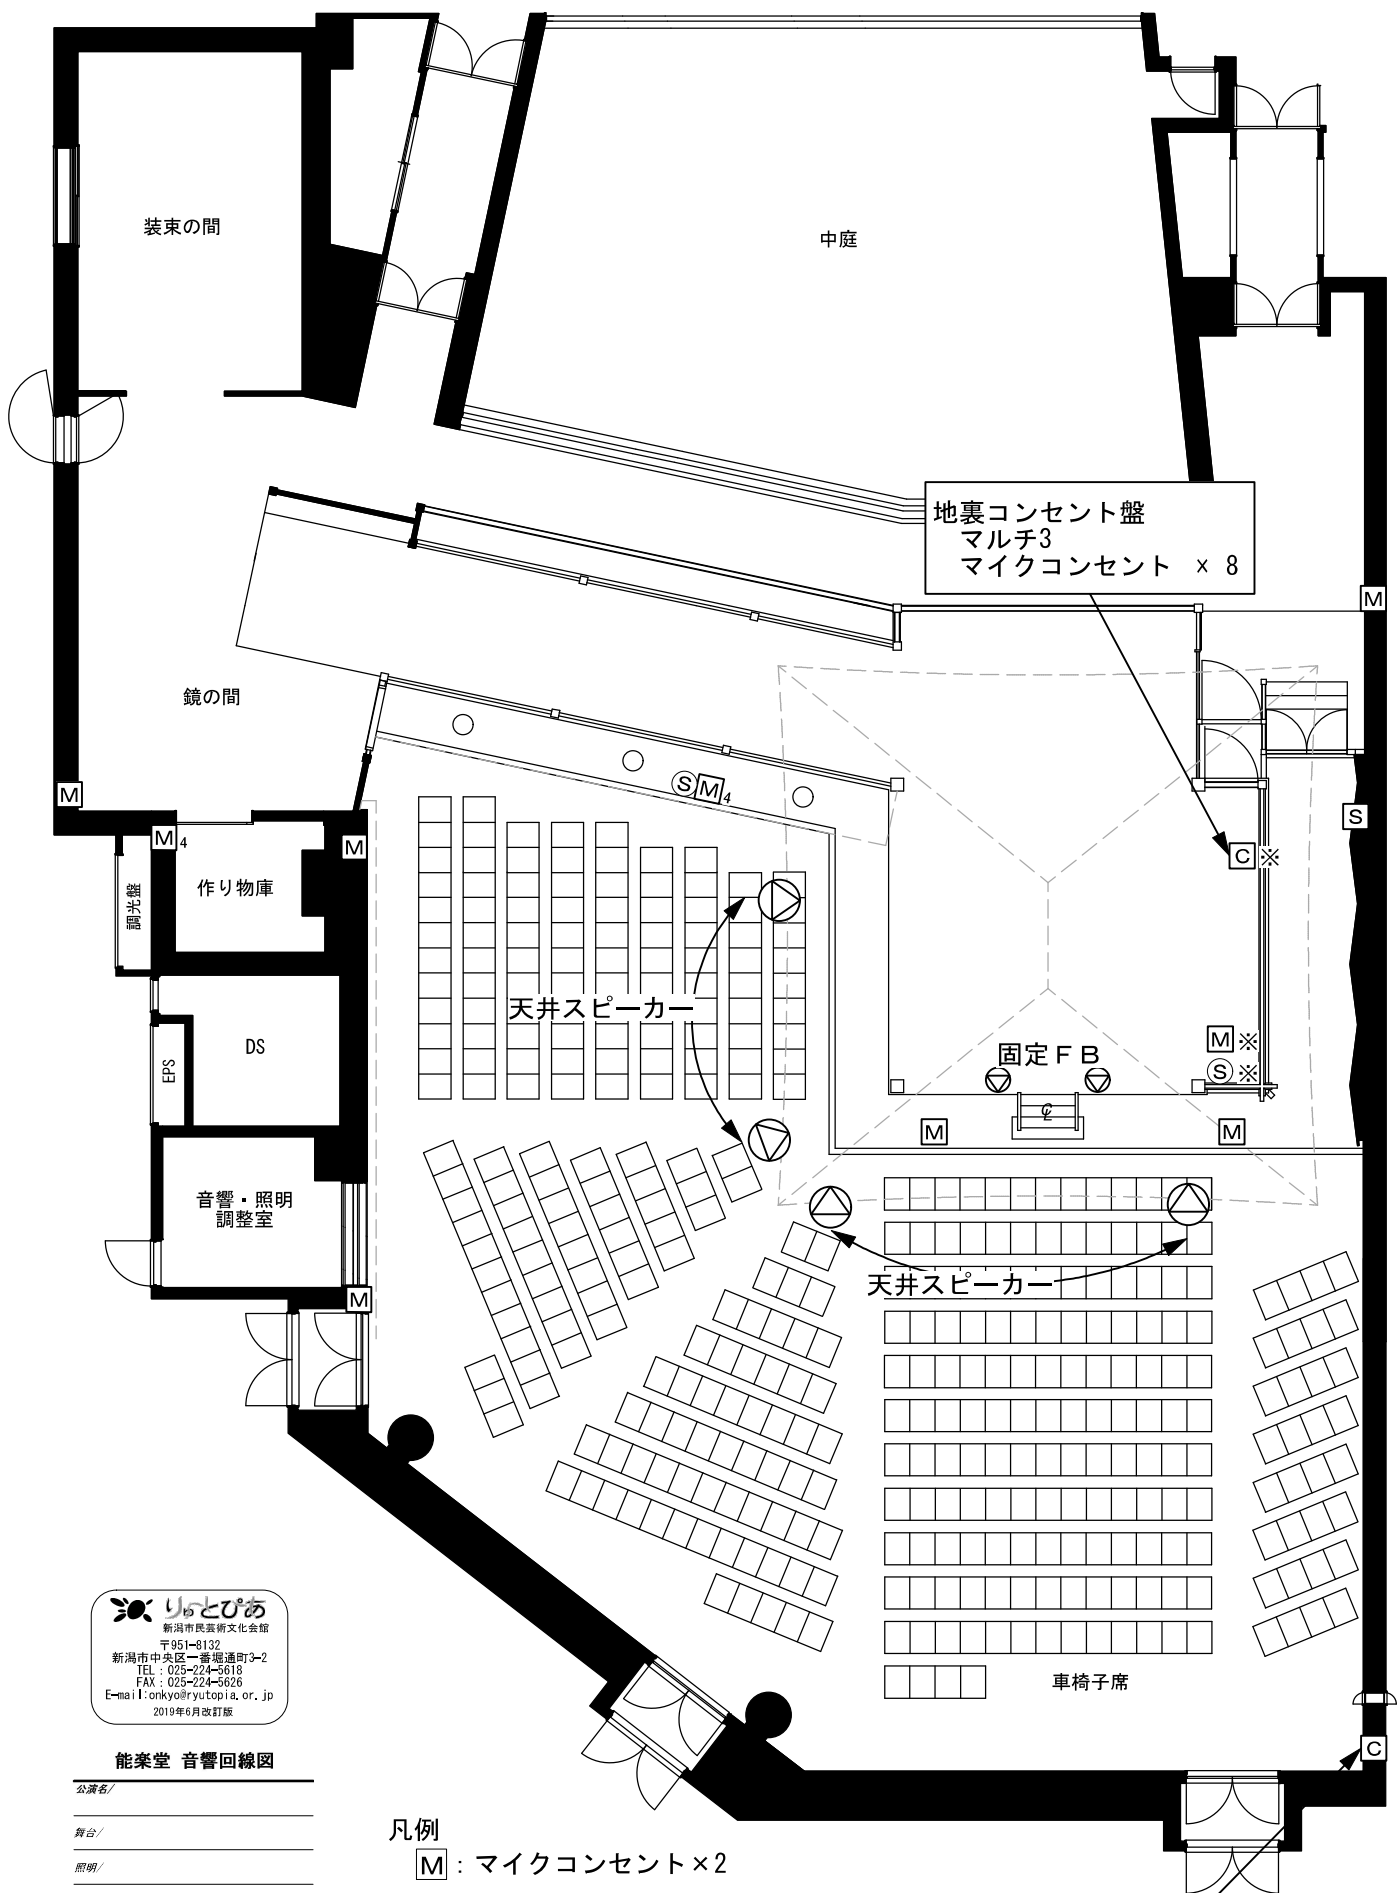 装束の間
中庭
地裏コンセント盤
マルチ3
マイクコンセント × 8
M
鏡の間
M
S M 4
S
M 4
M
C ※
作り物庫
調光盤
天井スピーカー
DS
EPS
固定FB
M ※
S ※
℄
M
M
音響・照明
調整室
天井スピーカー
M
りゅーとぴあ
新潟市民芸術文化会館
〒951-8132
新潟市中央区一番堀通町3-2
TEL : 025-224-5618
FAX : 025-224-5626
E-mail:onkyo@ryutopia.or.jp
2019年6月改訂版
車椅子席
C
能楽堂 音響回線図
公演名/
舞台/
照明/
凡例
M : マイクコンセント×2